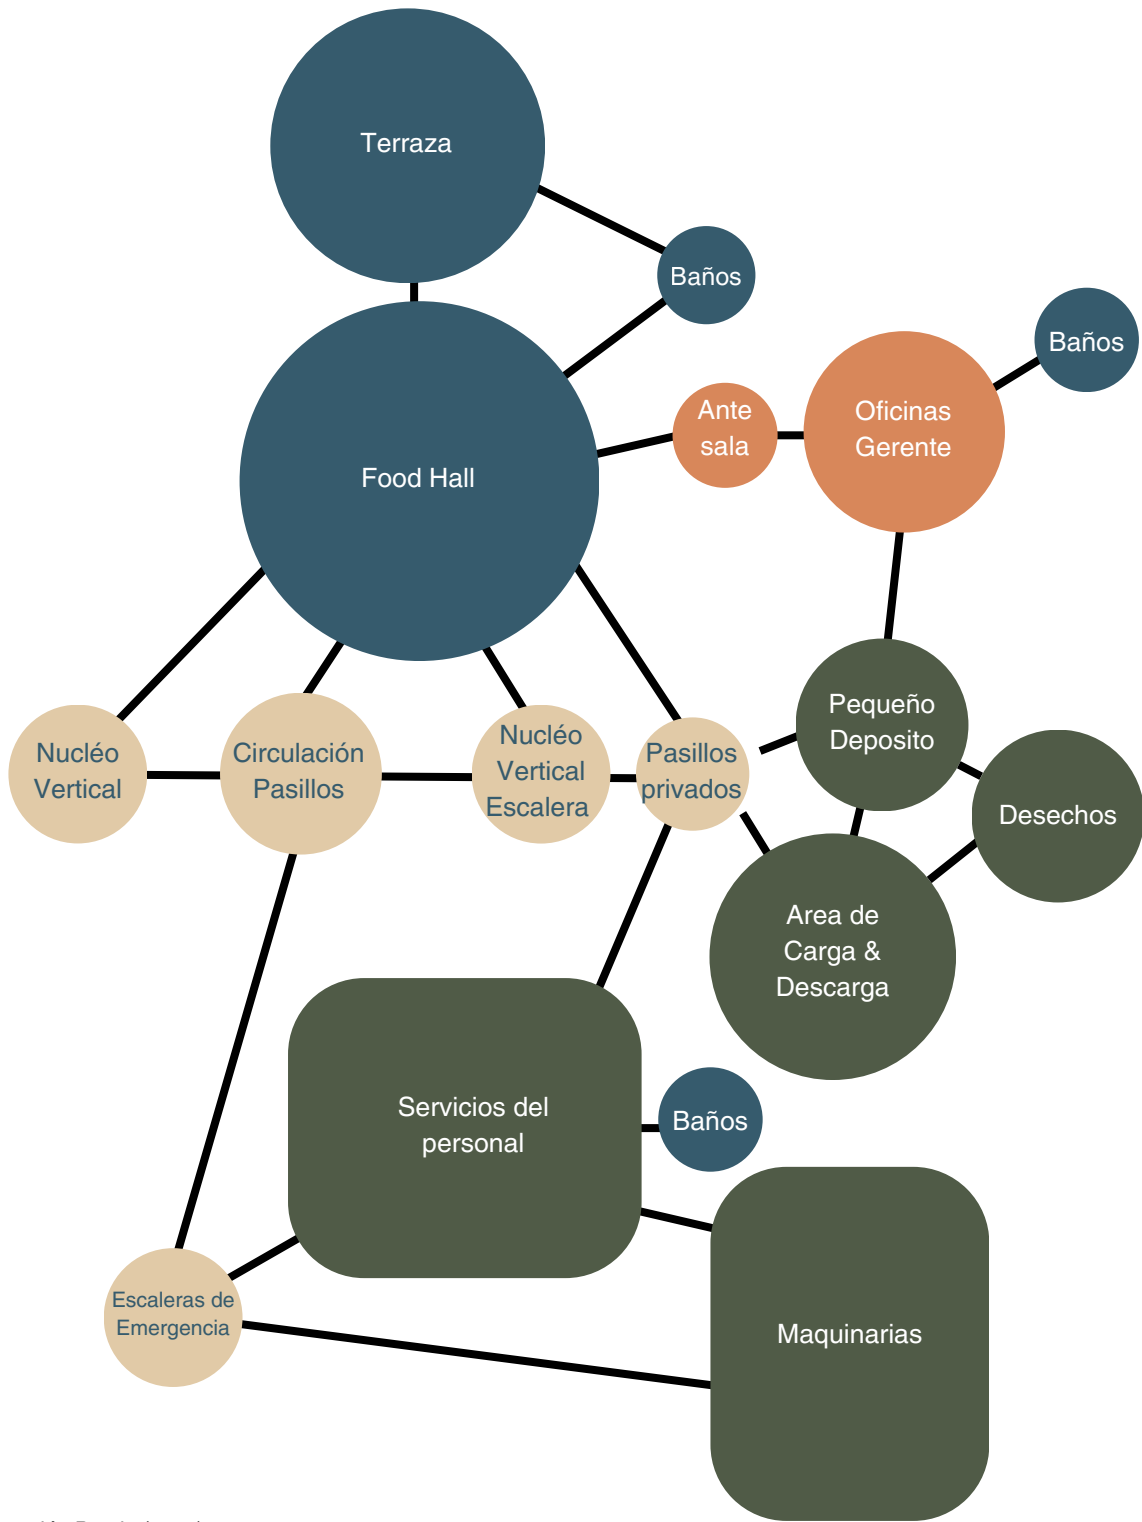 Terraza
Baños
Baños
Ante
sala
Oficinas
Gerente
Food Hall
Pequeño
Deposito
Nucléo
Vertical
Circulación
Pasillos
Nucléo
Vertical
Escalera
Pasillos
privados
Desechos
Area de
Carga &
Descarga
Servicios del
personal
Baños
Escaleras de
Emergencia
Maquinarias